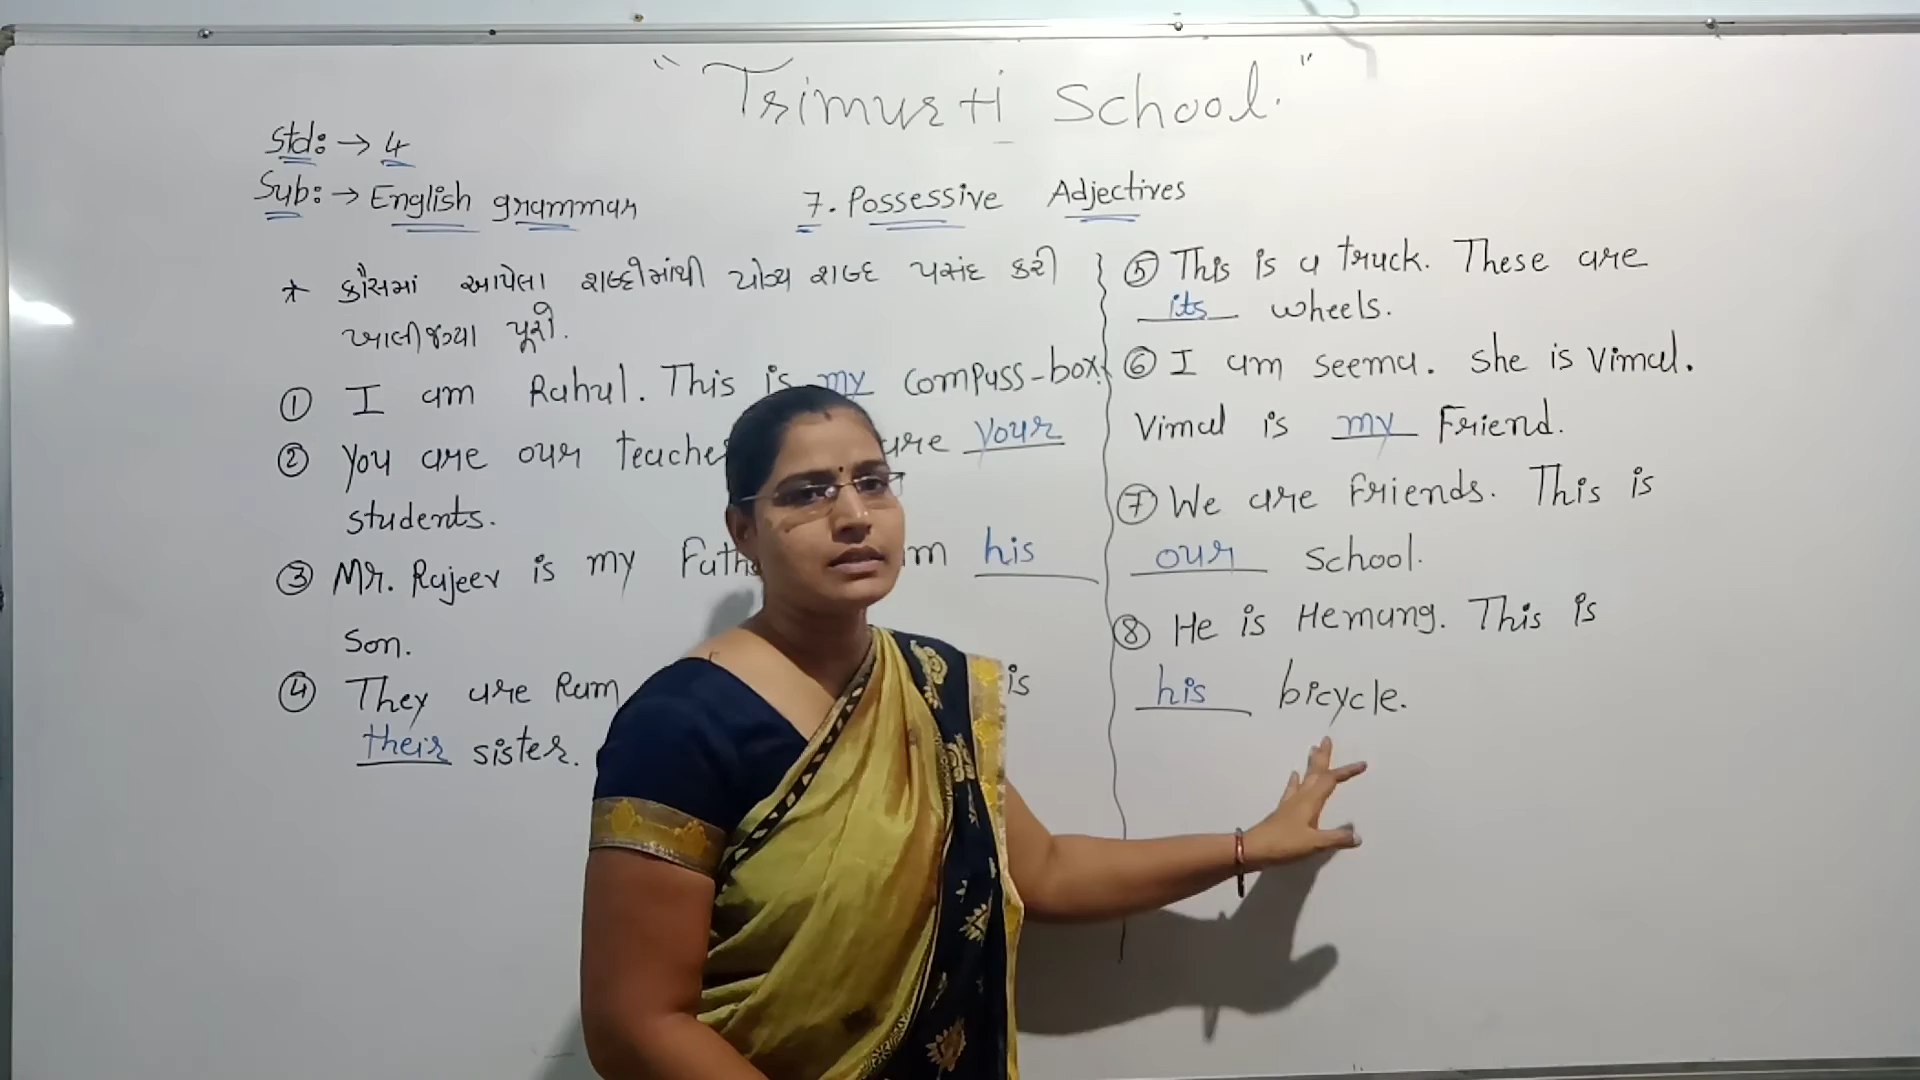 "Trimurti School."
Std: → 4
Sub: → English grammar
7. Possessive Adjectives
* કૌંસમાં આપેલા શબ્દોમાંથી યોગ્ય શબ્દ પસંદ કરી
ખાલીજગ્યા પૂરો.
① I am Rahul. This is my compass-box.
② You are our teache are your
students.
③ Mr. Rajeev is my Fath his
Son.
④ They are Ram is
their sister.
⑤ This is a truck. These are
its wheels.
⑥ I am seema. She is Vimal.
Vimal is my Friend.
⑦ We are friends. This is
our School.
⑧ He is Hemang. This is
his bicycle.